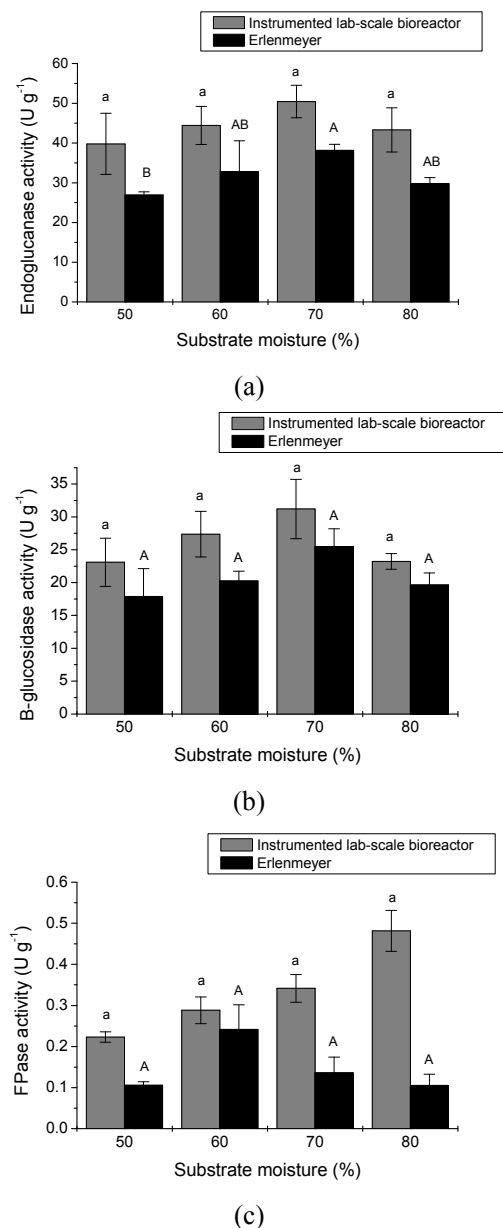 Instrumented lab-scale bioreactor
Erlenmeyer
Endoglucanase activity (U g⁻¹)
60
50
40
30
20
10
0
a
B
a
AB
a
A
a
AB
50 60 70 80
Substrate moisture (%)
(a)
Instrumented lab-scale bioreactor
Erlenmeyer
B-glucosidase activity (U g⁻¹)
35
30
25
20
15
10
5
0
a
A
a
A
a
A
a
A
50 60 70 80
Substrate moisture (%)
(b)
Instrumented lab-scale bioreactor
Erlenmeyer
FPase activity (U g⁻¹)
0.6
0.5
0.4
0.3
0.2
0.1
0.0
a
A
a
A
a
A
a
A
50 60 70 80
Substrate moisture (%)
(c)